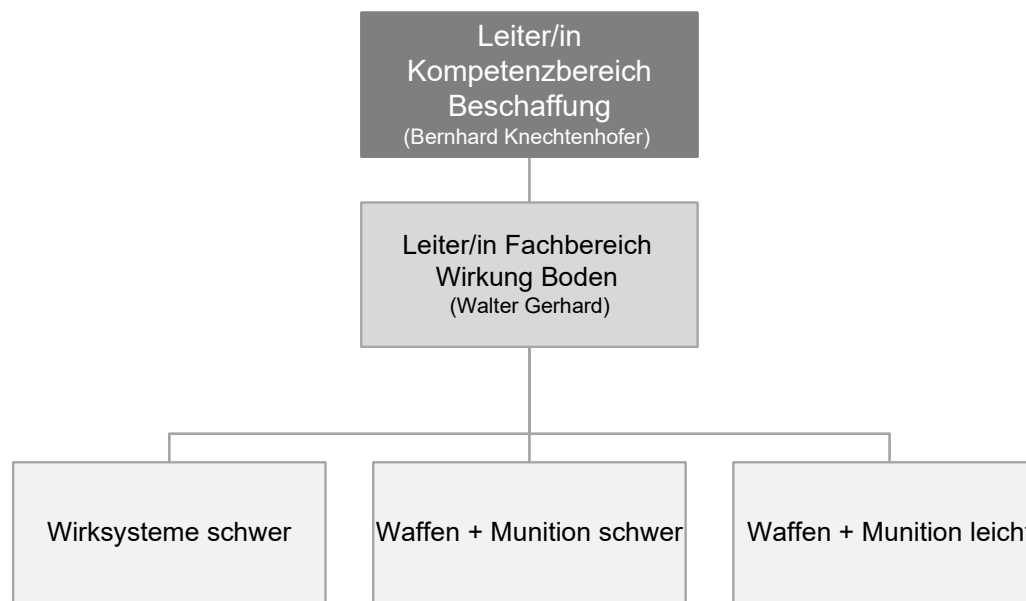 Leiter/in
Kompetenzbereich
Beschaffung
(Bernhard Knechtenhofer)
Leiter/in Fachbereich
Wirkung Boden
(Walter Gerhard)
Wirksysteme schwer
Waffen + Munition schwer
Waffen + Munition leicht